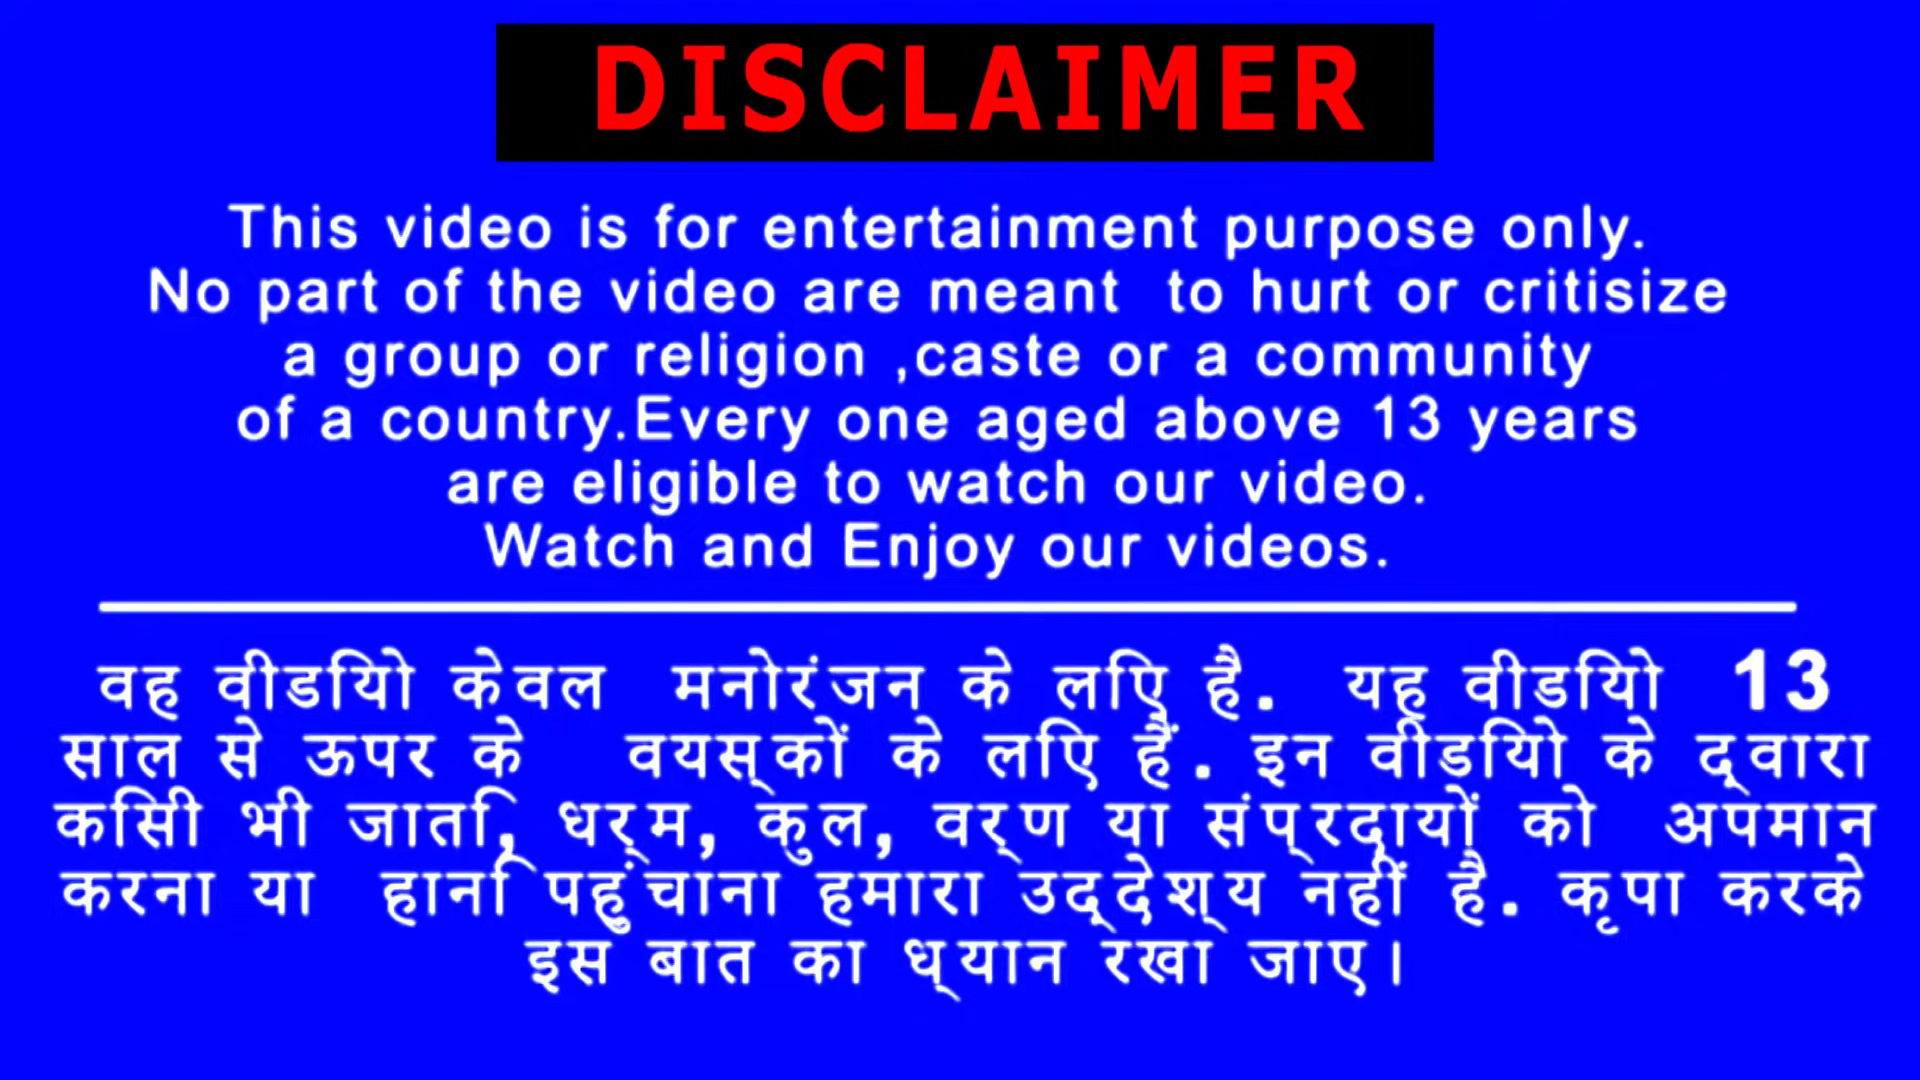 DISCLAIMER
This video is for entertainment purpose only.
No part of the video are meant to hurt or critisize
a group or religion ,caste or a community
of a country.Every one aged above 13 years
are eligible to watch our video.
Watch and Enjoy our videos.
वह वीडियो केवल मनोरंजन के लिए है. यह वीडियो 13
साल से ऊपर के वयस्कों के लिए हैं. इन वीडियो के द्वारा
किसी भी जाति, धर्म, कुल, वर्ण या संप्रदायों को अपमान
करना या हानि पहुंचाना हमारा उद्देश्य नहीं है. कृपा करके
इस बात का ध्यान रखा जाए।